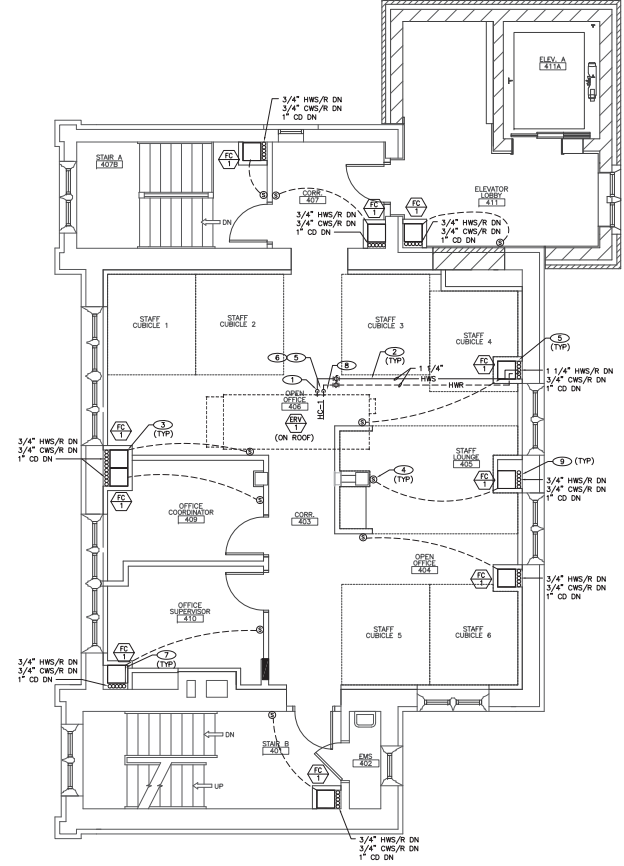 ELEV. A
411A
3/4" HWS/R DN
3/4" CWS/R DN
1" CD DN
STAIR A
407B
FC
1
DN
CORR.
407
FC
1
FC
1
ELEVATOR
LOBBY
411
3/4" HWS/R DN
3/4" CWS/R DN
1" CD DN
3/4" HWS/R DN
3/4" CWS/R DN
1" CD DN
S
S
S
STAFF
CUBICLE 1
STAFF
CUBICLE 2
STAFF
CUBICLE 3
STAFF
CUBICLE 4
6
5
8
2
(TYP)
5
(TYP)
1 1/4"
HWS
HWR
FC
1
1 1/4" HWS/R DN
3/4" CWS/R DN
1" CD DN
1
OPEN
OFFICE
406
HC-1
ERV
1
(ON ROOF)
S
FC
1
3
(TYP)
3/4" HWS/R DN
3/4" CWS/R DN
1" CD DN
S
STAFF
LOUNGE
405
9
(TYP)
FC
1
3/4" HWS/R DN
3/4" CWS/R DN
1" CD DN
S
4
(TYP)
FC
1
S
OFFICE
COORDINATOR
409
CORR.
403
S
OPEN
OFFICE
404
FC
1
3/4" HWS/R DN
3/4" CWS/R DN
1" CD DN
OFFICE
SUPERVISOR
410
S
STAFF
CUBICLE 5
STAFF
CUBICLE 6
FC
1
7
(TYP)
3/4" HWS/R DN
3/4" CWS/R DN
1" CD DN
S
DN
STAIR B
401
EMS
402
FC
1
UP
3/4" HWS/R DN
3/4" CWS/R DN
1" CD DN